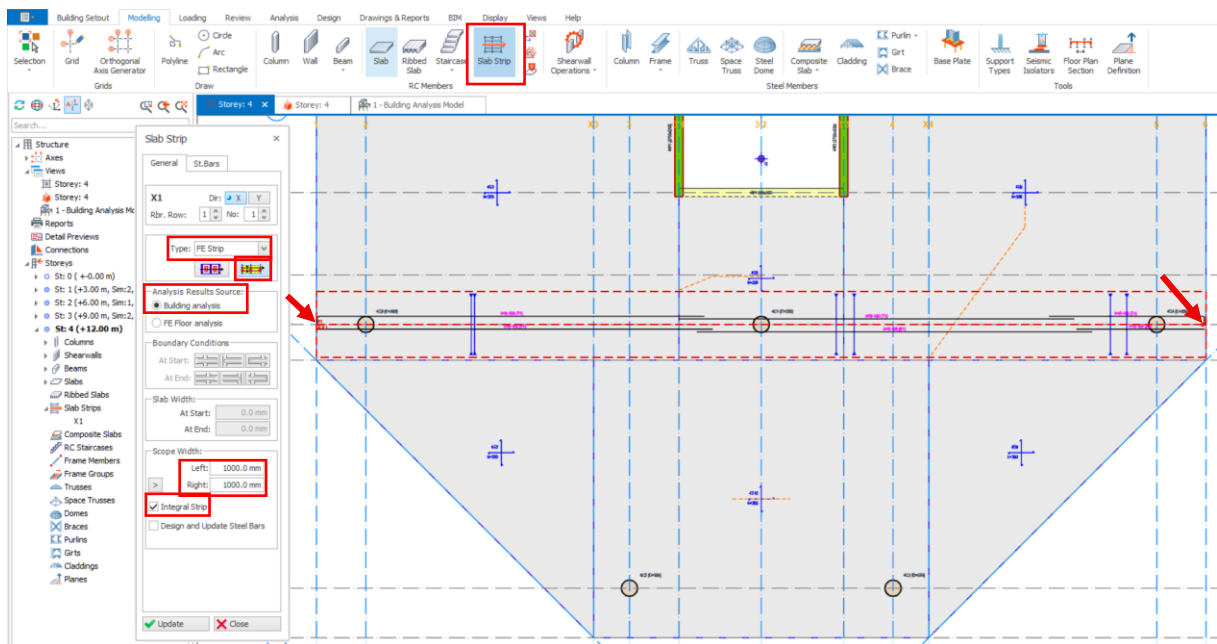 Building Setout Modelling Loading Review Analysis Design Drawings & Reports BIM Display Views Help
Selection Grid Orthogonal Axis Generator
Grids
Polyline Circle Arc Rectangle
Draw
Column Wall Beam Slab Ribbed Slab Staircase Slab Strip
RC Members
Shearwall Operations
Column Frame Truss Space Truss Steel Dome Composite Slab Cladding Purlin Girt Brace Base Plate
Steel Members
Support Types Seismic Isolators Floor Plan Section Plane Definition
Tools
Storey: 4 Storey: 4 1 - Building Analysis Model
Search...
Structure
Axes
Views
Storey: 4
Storey: 4
1 - Building Analysis Mc
Reports
Detail Previews
Connections
Storeys
St: 0 ( +-0.00 m)
St: 1 (+3.00 m, Sim:2,
St: 2 (+6.00 m, Sim:1,
St: 3 (+9.00 m, Sim:2,
St: 4 (+12.00 m)
Columns
Shearwalls
Beams
Slabs
Ribbed Slabs
Slab Strips
X1
Composite Slabs
RC Staircases
Frame Members
Frame Groups
Trusses
Space Trusses
Domes
Braces
Purlins
Girts
Claddings
Planes
Slab Strip
General St.Bars
X1 Dir: X Y
Rbr. Row: 1 No: 1
Type: FE Strip
Analysis Results Source:
Building analysis
FE Floor analysis
Boundary Conditions
At Start:
At End:
Slab Width:
At Start: 0.0 mm
At End: 0.0 mm
Scope Width:
Left: 1000.0 mm
> Right: 1000.0 mm
Integral Strip
Design and Update Steel Bars
Update Close